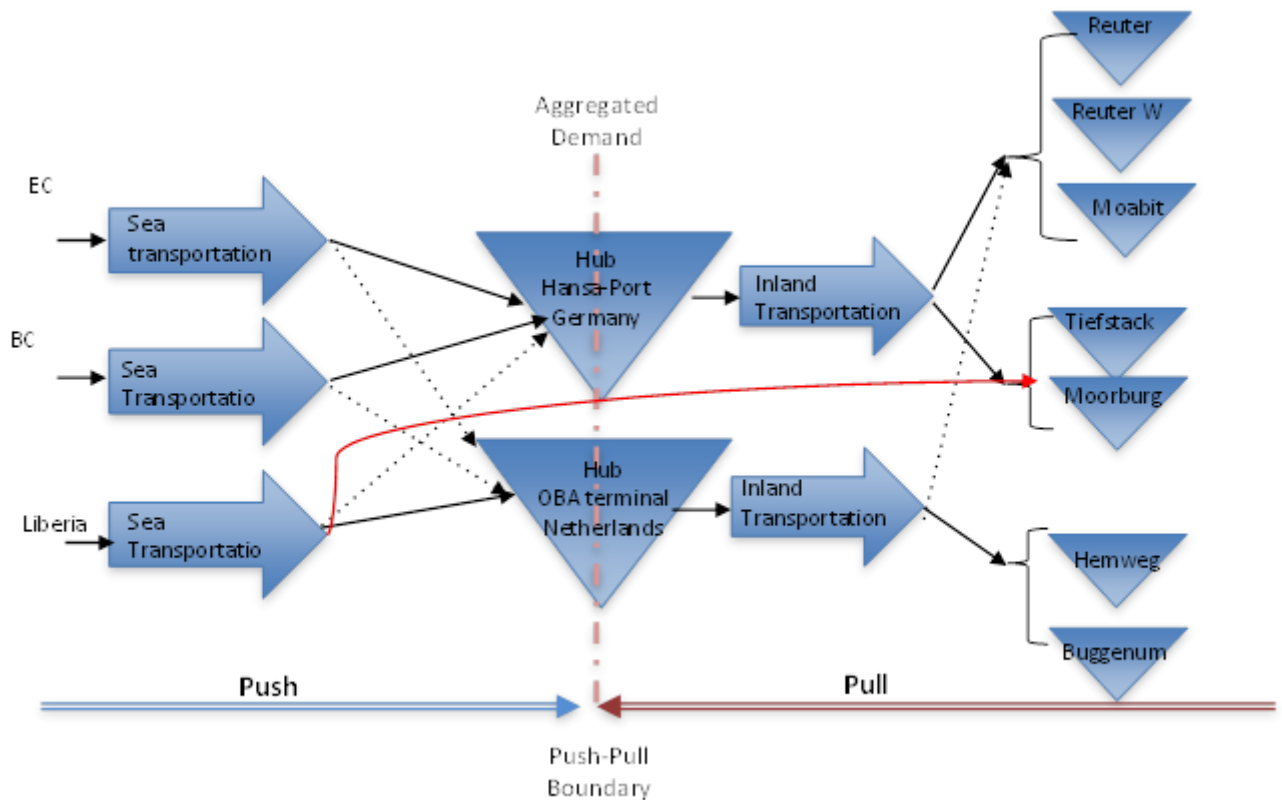 Reuter
Reuter W
Moabit
Aggregated
Demand
EC
Sea
transportation
Hub
Hansa-Port
Germany
Inland
Transportation
BC
Sea
Transportatio
Tiefstack
Moorburg
Liberia
Sea
Transportatio
Hub
OBA terminal
Netherlands
Inland
Transportation
Hemweg
Buggenum
Push
Pull
Push-Pull
Boundary